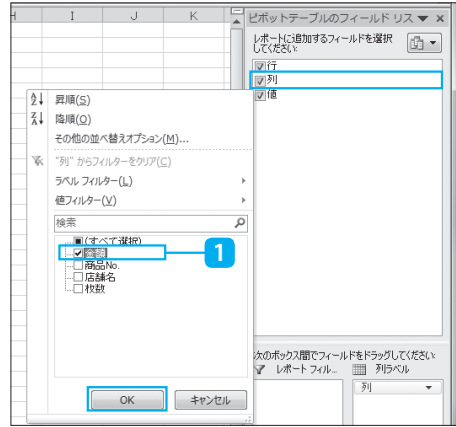 H I J K
ピボットテーブルのフィールド リス
レポートに追加するフィールドを選択
してください:
行
列
値
昇順(S)
降順(O)
その他の並べ替えオプション(M)...
"列" からフィルターをクリア(C)
ラベル フィルター(L)
値フィルター(V)
検索
(すべて選択)
金額
商品No.
店舗名
枚数
1
OK キャンセル
次のボックス間でフィールドをドラッグしてください:
レポート フィル... 列ラベル
列